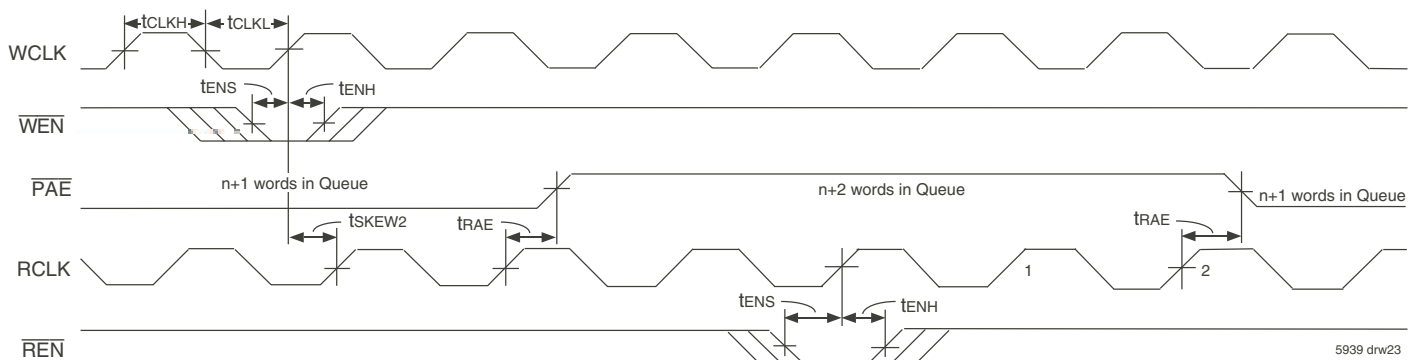 tCLKH tCLKL
WCLK
tENS tENH
WEN
PAE n+1 words in Queue n+2 words in Queue n+1 words in Queue
tSKEW2 tRAE tRAE
RCLK 1 2
tENS tENH
REN
5939 drw23